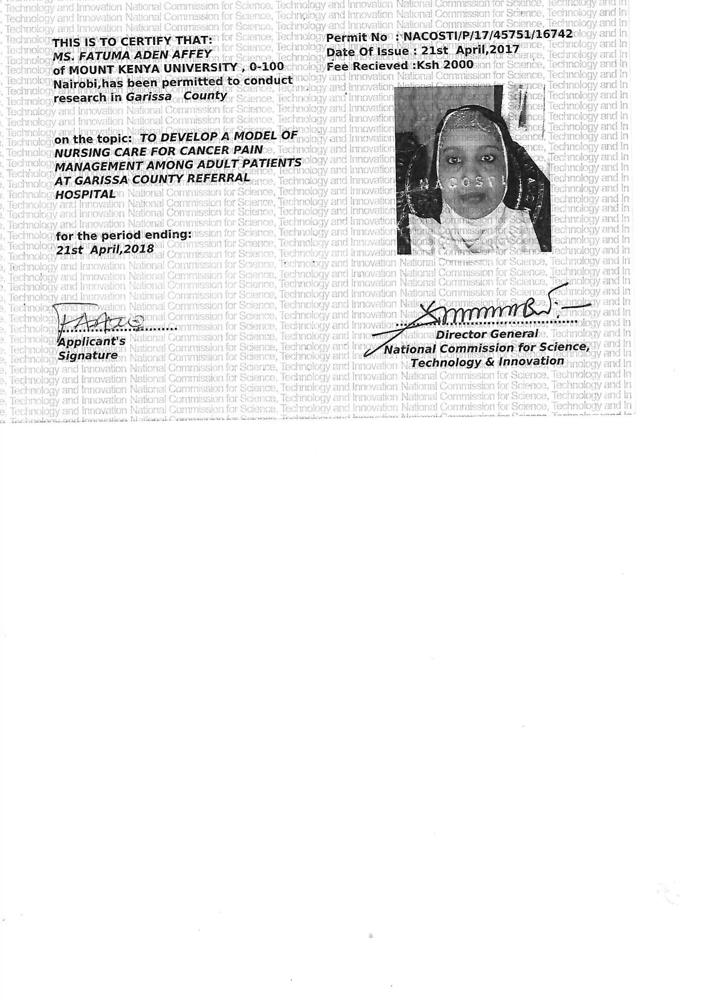 THIS IS TO CERTIFY THAT:
MS. FATUMA ADEN AFFEY
of MOUNT KENYA UNIVERSITY , 0-100
Nairobi,has been permitted to conduct
research in Garissa County
on the topic: TO DEVELOP A MODEL OF
NURSING CARE FOR CANCER PAIN
MANAGEMENT AMONG ADULT PATIENTS
AT GARISSA COUNTY REFERRAL
HOSPITAL
for the period ending:
21st April,2018
Applicant's
Signature
Permit No : NACOSTI/P/17/45751/16742
Date Of Issue : 21st April,2017
Fee Recieved :Ksh 2000
NACOSTI
Director General
National Commission for Science,
Technology & Innovation